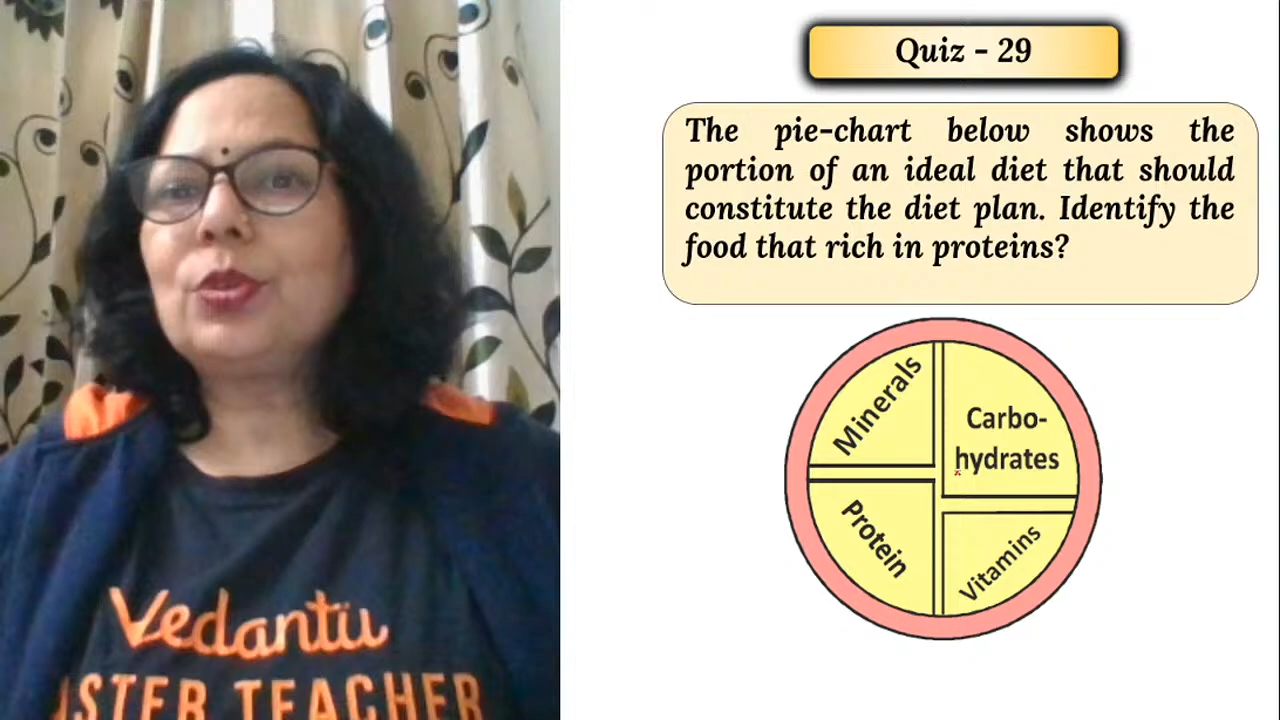 Quiz - 29
The pie-chart below shows the
portion of an ideal diet that should
constitute the diet plan. Identify the
food that rich in proteins?
Minerals
Carbo-
hydrates
Protein
Vitamins
Vedantu
TEACHER